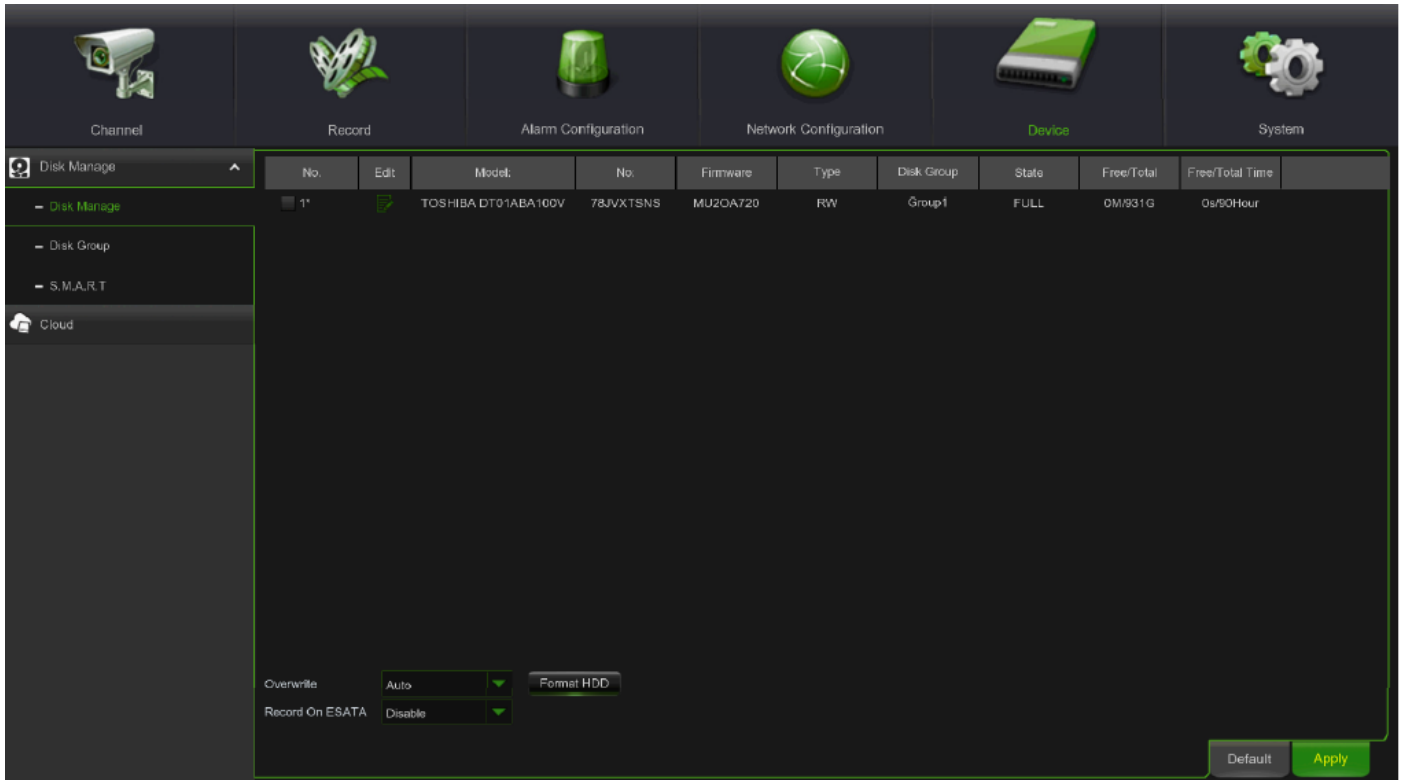 Channel Record Alarm Configuration Network Configuration Device System
Disk Manage
No. Edit Model: No: Firmware Type Disk Group State Free/Total Free/Total Time
1* TOSHIBA DT01ABA100V 78JVXTSNS MU2OA720 RW Group1 FULL 0M/931G 0s/90Hour
Disk Manage
Disk Group
S.M.A.R.T
Cloud
Overwrite Auto Format HDD
Record On ESATA Disable
Default Apply